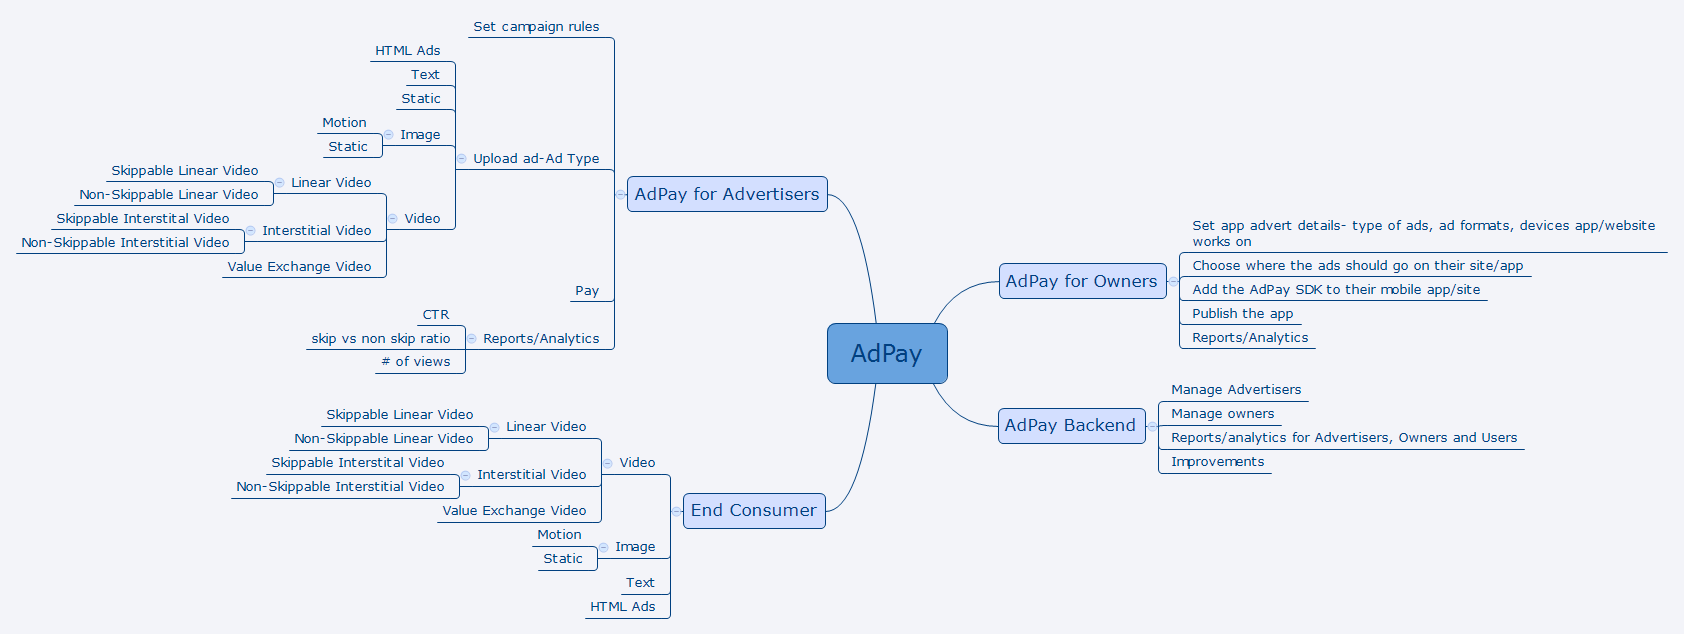 Set campaign rules
HTML Ads
Text
Static
Motion
Image
Static
Upload ad-Ad Type
Skippable Linear Video
Linear Video
Non-Skippable Linear Video
Skippable Interstital Video
Video
Interstitial Video
Non-Skippable Interstitial Video
Value Exchange Video
AdPay for Advertisers
Pay
CTR
skip vs non skip ratio
Reports/Analytics
# of views
AdPay
Set app advert details- type of ads, ad formats, devices app/website
works on
Choose where the ads should go on their site/app
AdPay for Owners
Add the AdPay SDK to their mobile app/site
Publish the app
Reports/Analytics
Manage Advertisers
Manage owners
AdPay Backend
Reports/analytics for Advertisers, Owners and Users
Improvements
Skippable Linear Video
Linear Video
Non-Skippable Linear Video
Skippable Interstital Video
Video
Interstitial Video
Non-Skippable Interstitial Video
Value Exchange Video
End Consumer
Motion
Image
Static
Text
HTML Ads